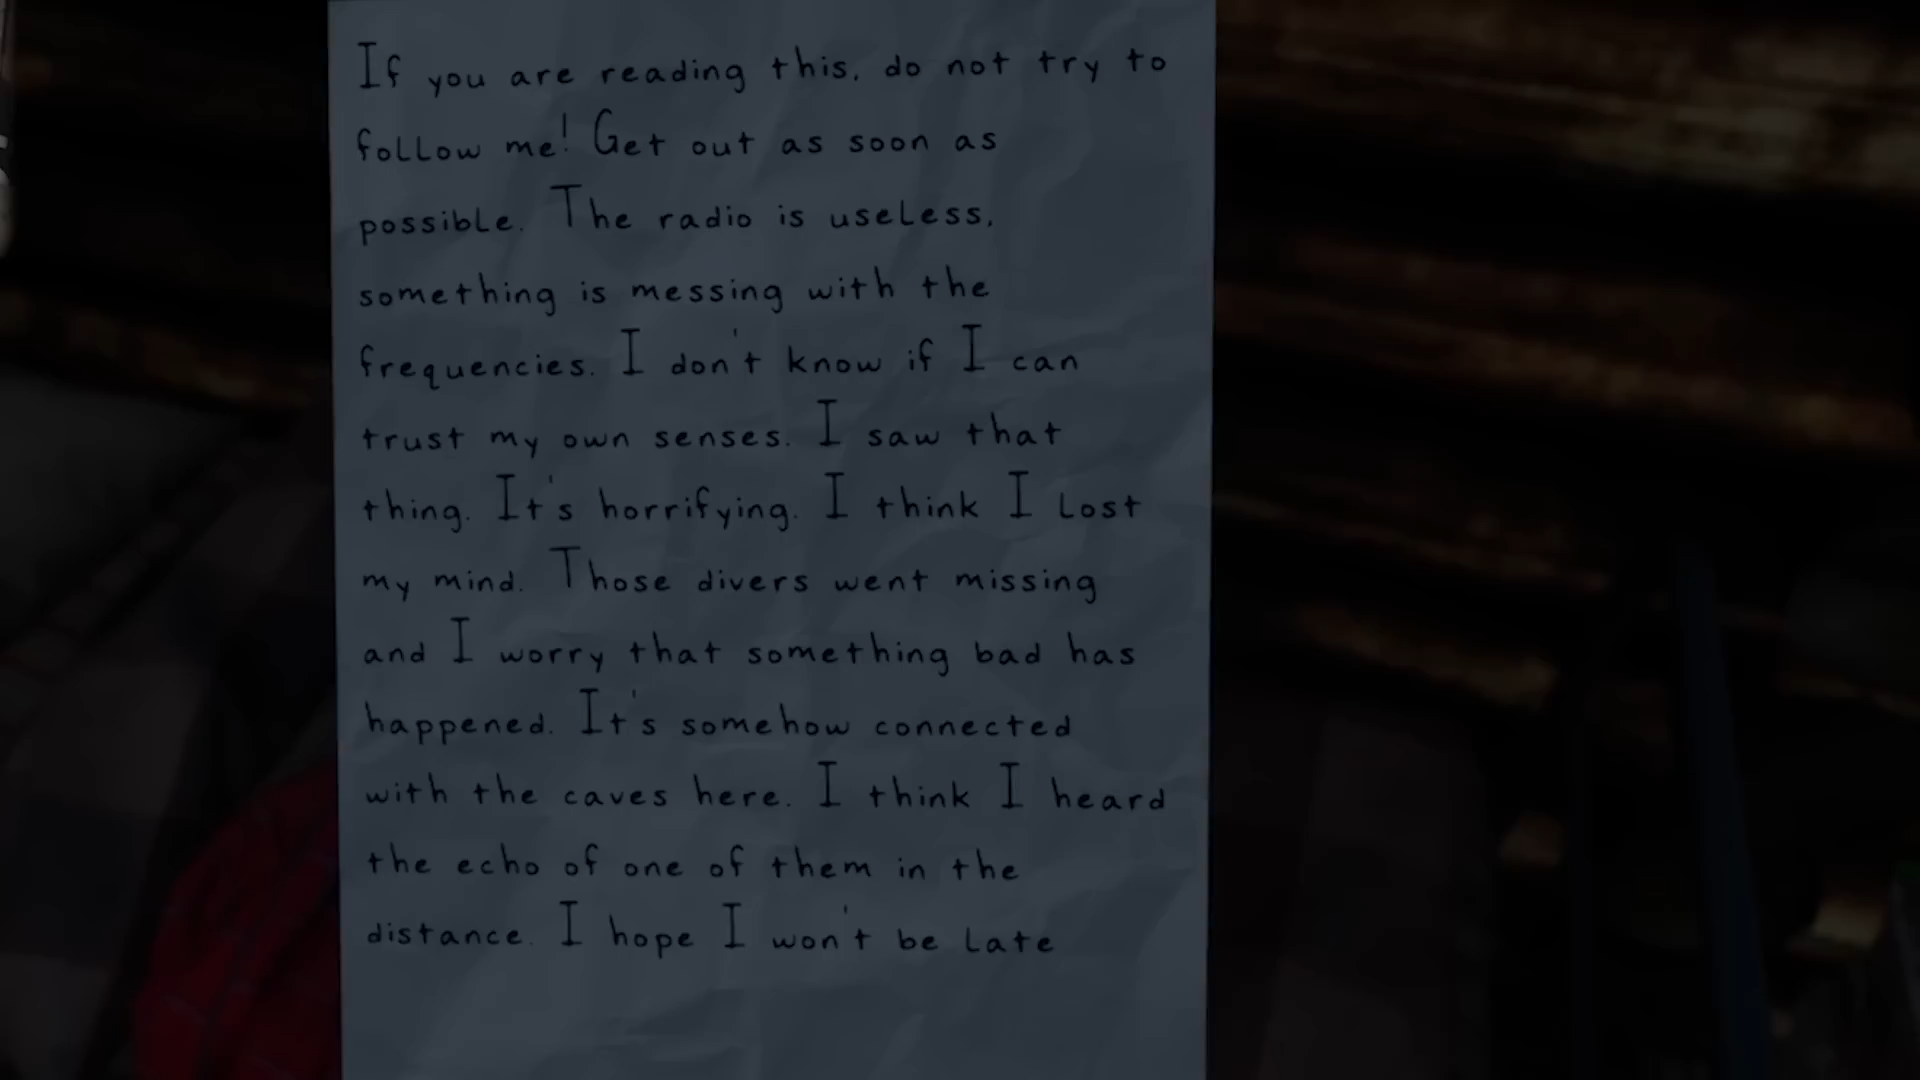 If you are reading this, do not try to
follow me! Get out as soon as
possible. The radio is useless,
something is messing with the
frequencies. I don't know if I can
trust my own senses. I saw that
thing. It's horrifying. I think I lost
my mind. Those divers went missing
and I worry that something bad has
happened. It's somehow connected
with the caves here. I think I heard
the echo of one of them in the
distance. I hope I won't be late